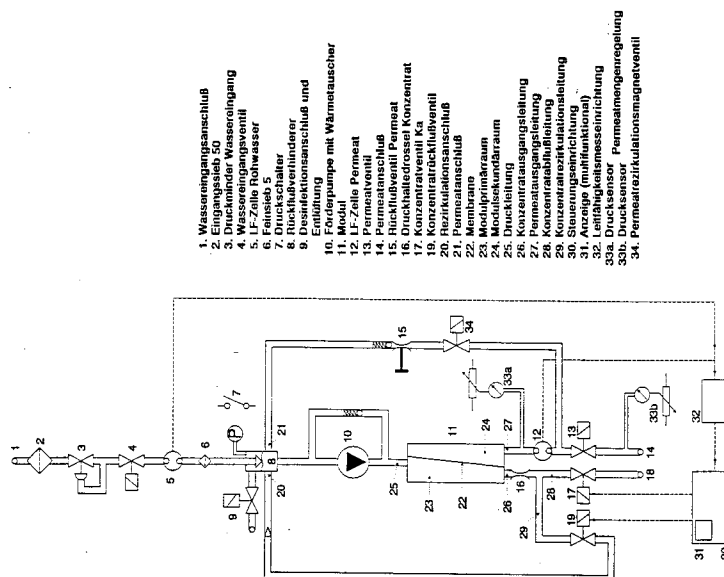 1. Wassereingangsanschluß
2. Eingangssieb 50
3. Druckminder Wassereingang
4. Wassereingangsventil
5. LF-Zelle Rohwasser
6. Feinsieb 5
7. Druckschalter
8. Rückflußverhinderer
9. Desinfektionsanschluß und
Entlüftung
10. Förderpumpe mit Wärmetauscher
11. Modul
12. LF-Zelle Permeat
13. Permeatventil
14. Permeatanschluß
15. Rückflußventil Permeat
16. Druckhaltedrossel Konzentrat
17. Konzentratventil Ka
19. Konzentratrückflußventil
20. Rezirkulationsanschluß
21. Permeatanschluß
22. Membrane
23. Modulprimärraum
24. Modulsekundärraum
25. Druckleitung
26. Konzentratausgangsleitung
27. Permeatausgangsleitung
28. Konzentratabflußleitung
29. Konzentratrezirkulationsleitung
30. Steuerungseinrichtung
31. Anzeige (multifunktional)
32. Leitfähigkeitsmesseinrichtung
33a. Drucksensor
33b. Drucksensor Permeatmengenregelung
34. Permeatrezirkulationsmagnetventil
1
2
3
4
5
6
7
P
8
9
20
21
10
15
34
25
11
23
24
22
33a
26
27
12
16
29
28
19
17
13
33b
18
14
31
32